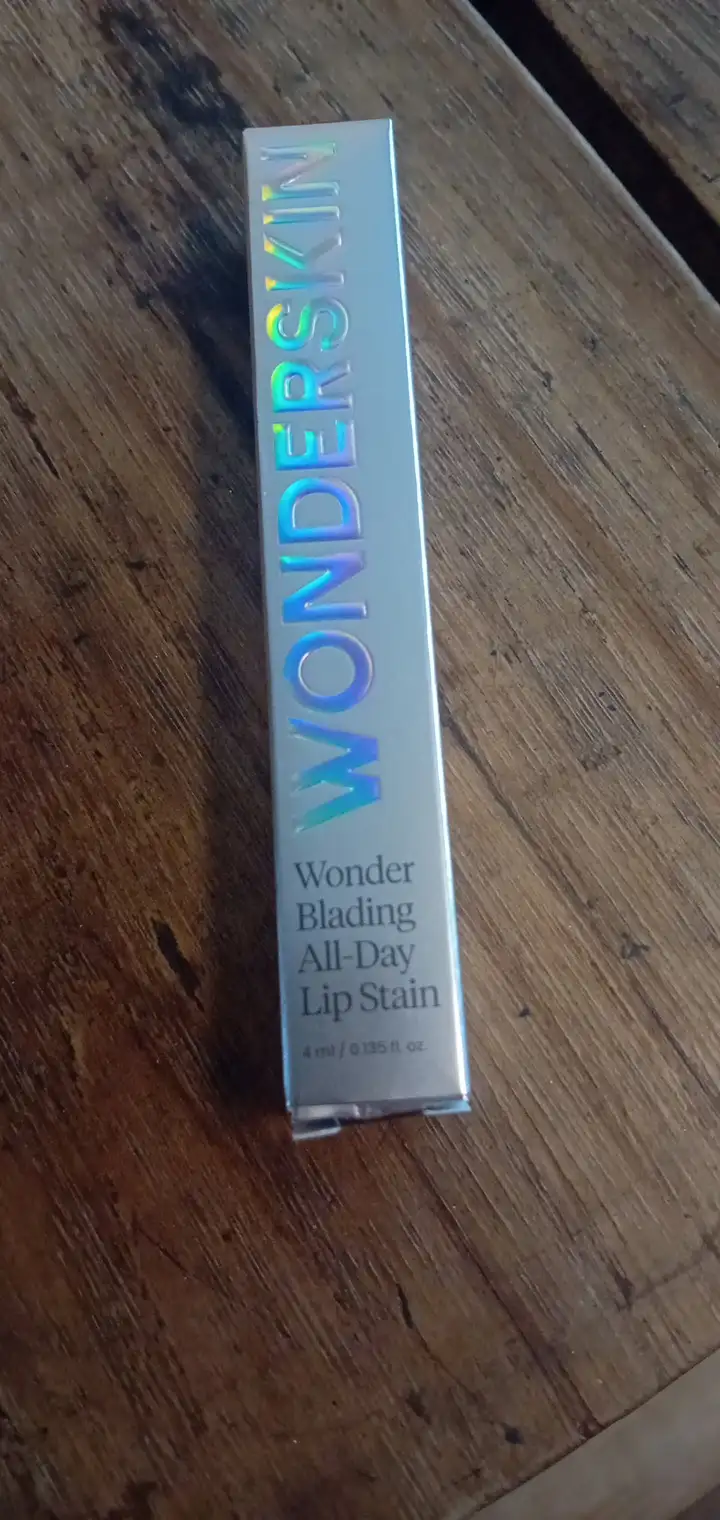 WONDERSKIN
Wonder
Blading
All-Day
Lip Stain
4 ml / 0.135 fl. oz.